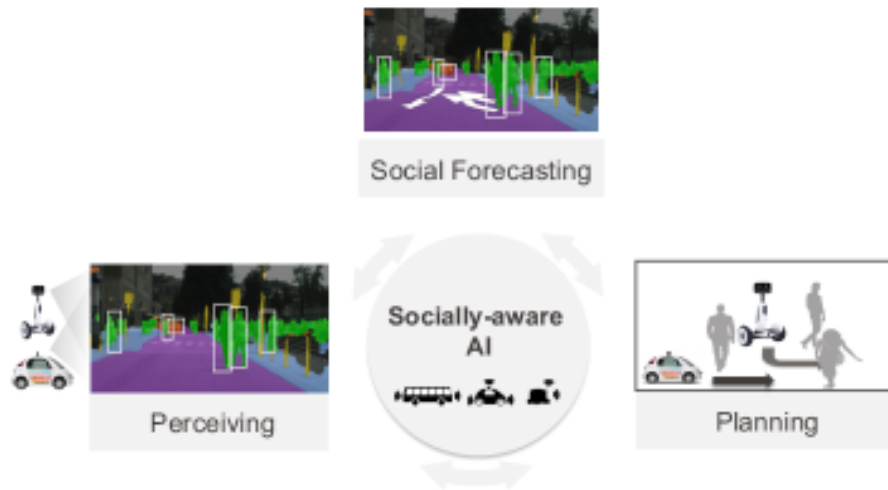 Social Forecasting
Socially-aware
AI
Perceiving
Planning